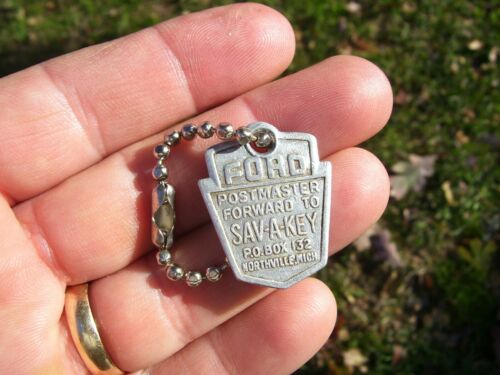 FORD
POSTMASTER
FORWARD TO
SAV-A-KEY
P.O. BOX 132
NORTHVILLE, MICH